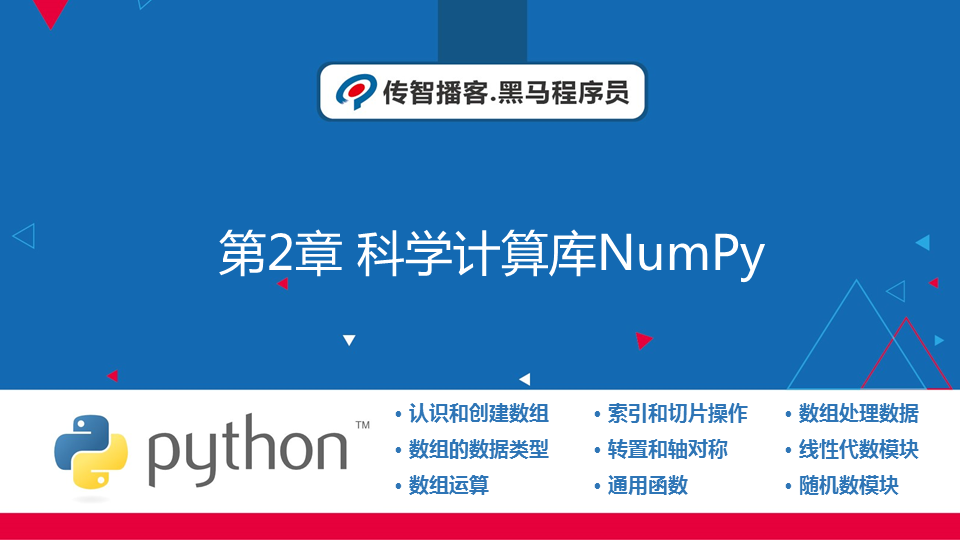 传智播客.黑马程序员
第2章 科学计算库NumPy
python™
• 认识和创建数组
• 数组的数据类型
• 数组运算
• 索引和切片操作
• 转置和轴对称
• 通用函数
• 数组处理数据
• 线性代数模块
• 随机数模块